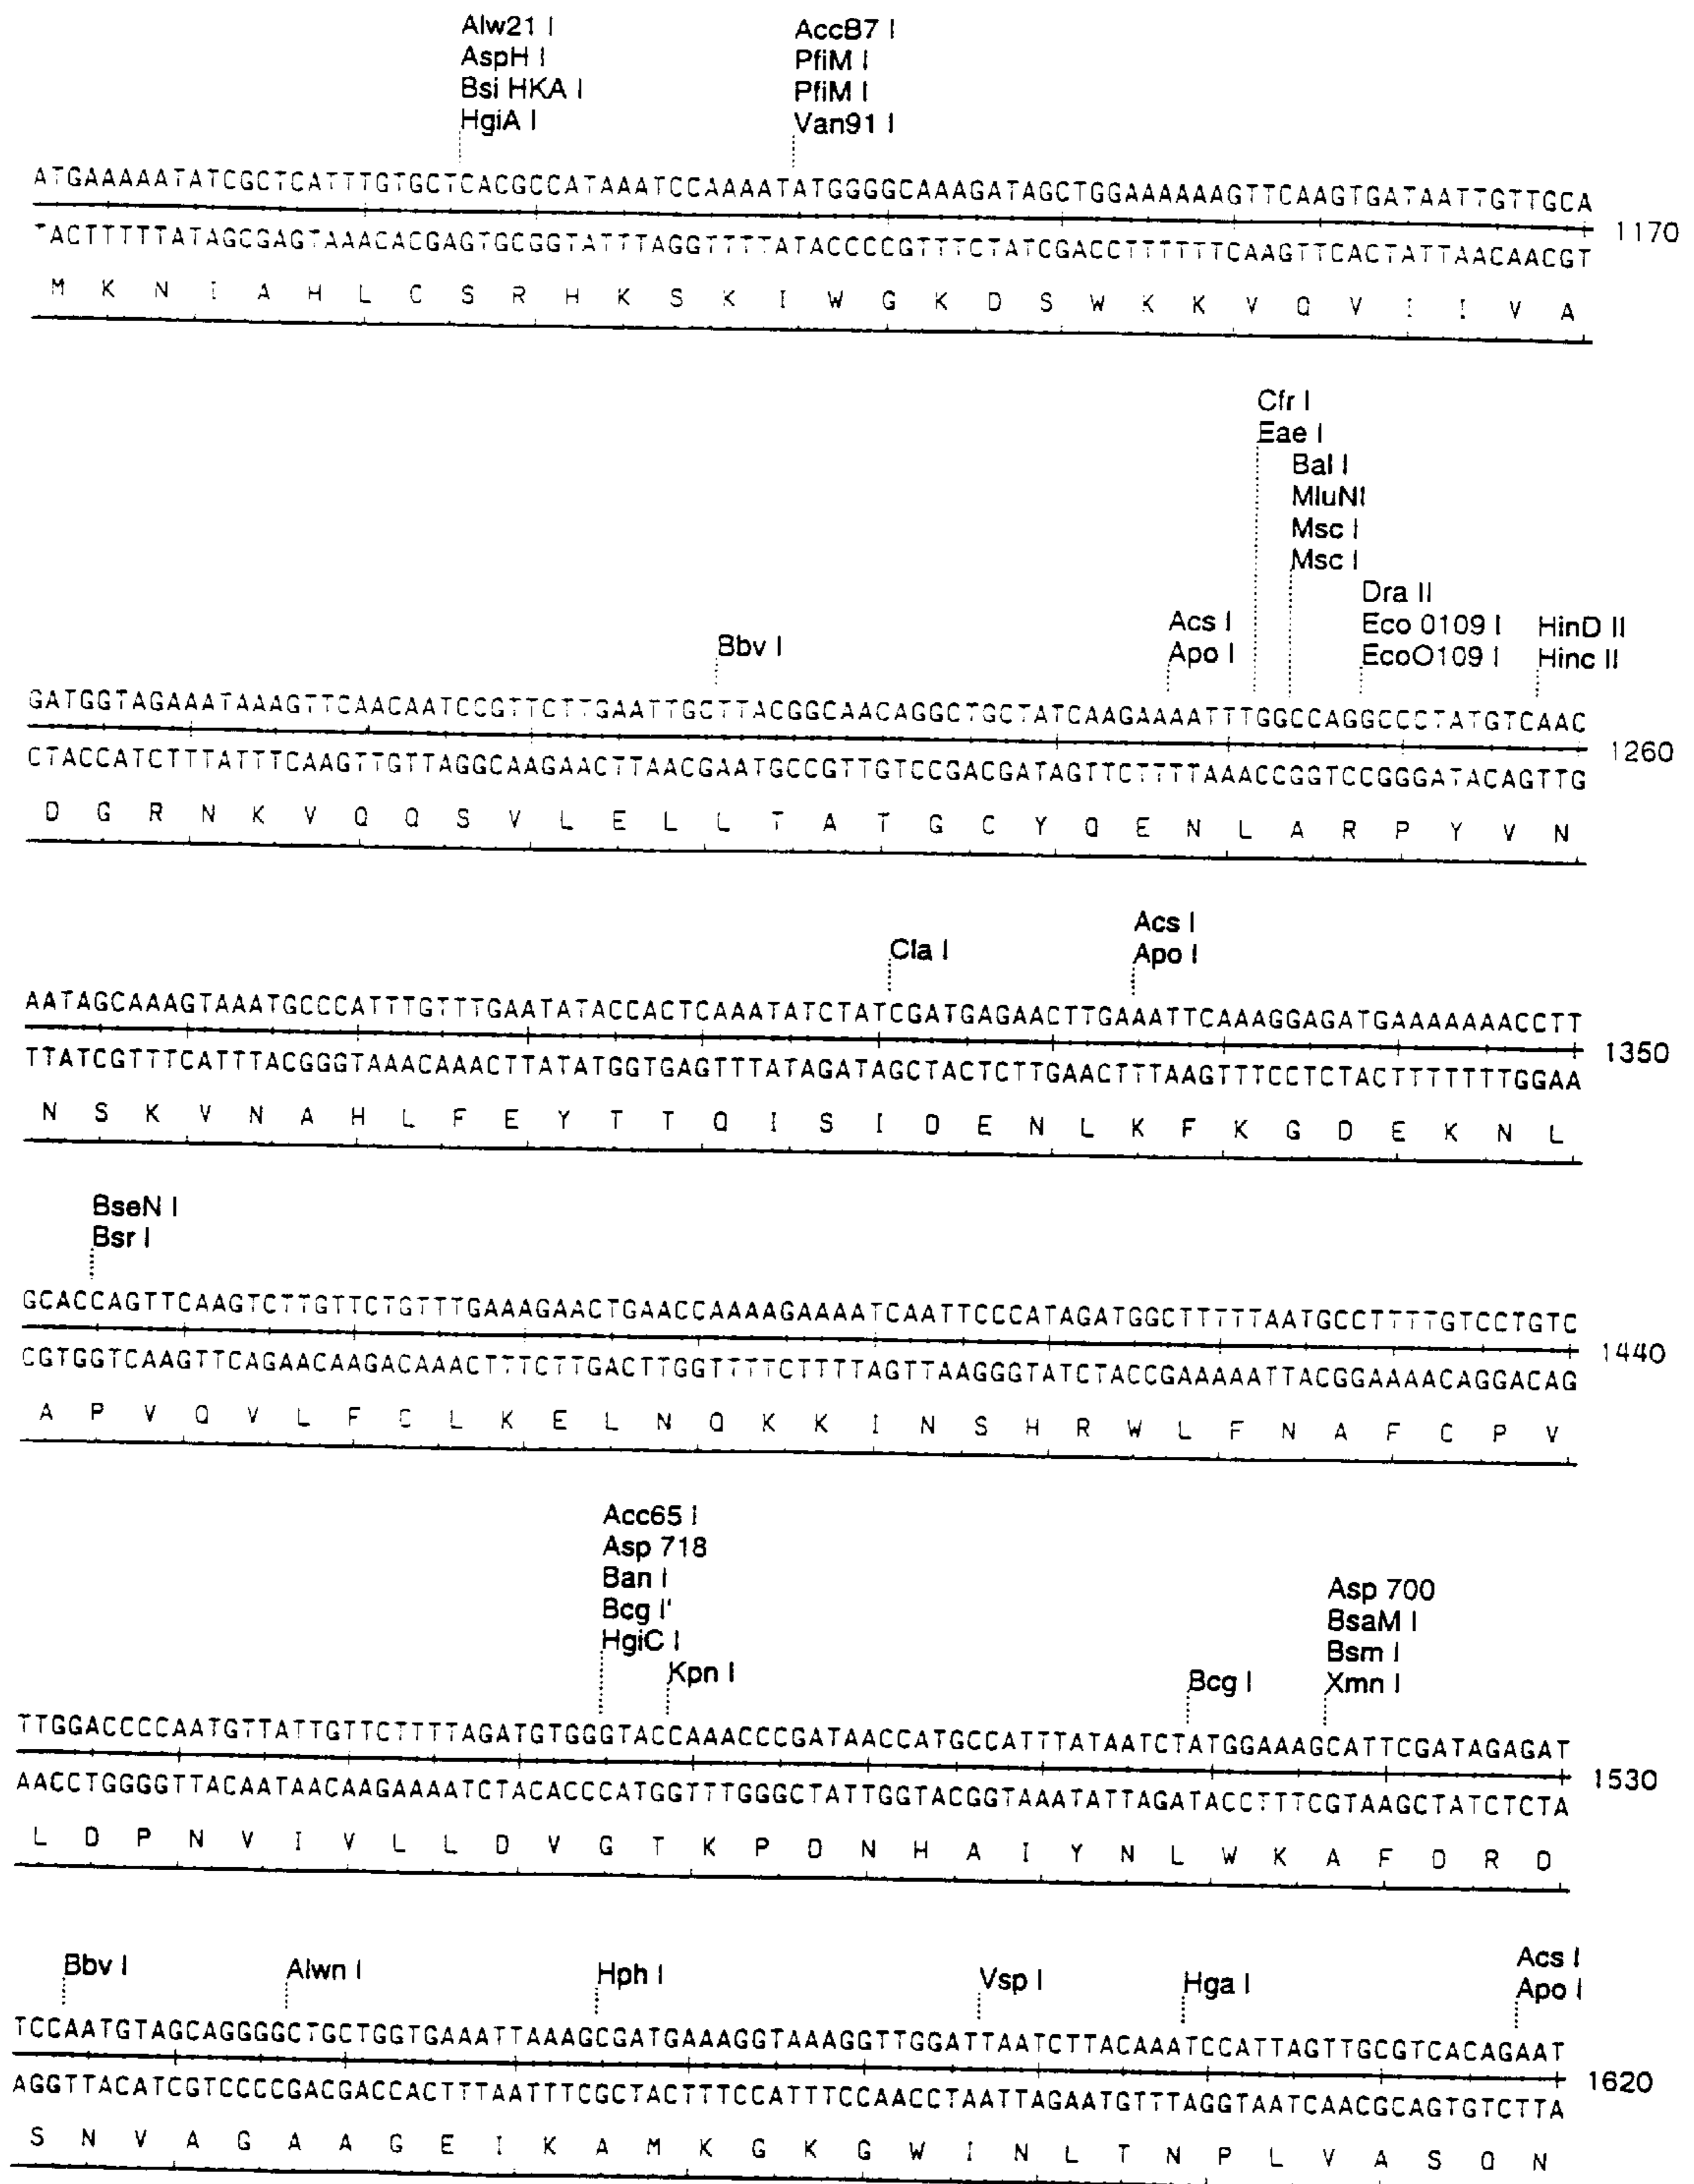 Alw21 I AccB7 I
AspH I PflM I
Bsi HKA I PflM I
HgiA I Van91 I
ATGAAAAATATCGCTCATTTGTGCTCACGCCATAAATCCAAAATATGGGGCAAAGATAGCTGGAAAAAAGTTCAAGTGATAATTGTTGCA
1170
TACTTTTTATAGCGAGTAAACACGAGTGCGGTATTTAGGTTTTATACCCCGTTTCTATCGACCTTTTTTCAAGTTCACTATTAACAACGT
M K N I A H L C S R H K S K I W G K D S W K K V Q V I I V A
Cfr I
Eae I
Bal I
MluNI
Msc I
Msc I
Dra II
Acs I Eco 0109 I HinD II
Bbv I Apo I EcoO109 I Hinc II
GATGGTAGAAATAAAGTTCAACAATCCGTTCTTGAATTGCTTACGGCAACAGGCTGCTATCAAGAAAATTTGGCCAGGCCCTATGTCAAC
1260
CTACCATCTTTATTTCAAGTTGTTAGGCAAGAACTTAACGAATGCCGTTGTCCGACGATAGTTCTTTTAAACCGGTCCGGGATACAGTTG
D G R N K V Q Q S V L E L L T A T G C Y Q E N L A R P Y V N
Acs I
Cla I Apo I
AATAGCAAAGTAAATGCCCATTTGTTTGAATATACCACTCAAATATCTATCGATGAGAACTTGAAATTCAAAGGAGATGAAAAAAACCTT
1350
TTATCGTTTCATTTACGGGTAAACAAACTTATATGGTGAGTTTATAGATAGCTACTCTTGAACTTTAAGTTTCCTCTACTTTTTTTGGAA
N S K V N A H L F E Y T T Q I S I D E N L K F K G D E K N L
BseN I
Bsr I
GCACCAGTTCAAGTCTTGTTCTGTTTGAAAGAACTGAACCAAAAGAAAATCAATTCCCATAGATGGCTTTTTAATGCCTTTTGTCCTGTC
1440
CGTGGTCAAGTTCAGAACAAGACAAACTTTCTTGACTTGGTTTTCTTTTAGTTAAGGGTATCTACCGAAAAATTACGGAAAACAGGACAG
A P V Q V L F C L K E L N Q K K I N S H R W L F N A F C P V
Acc65 I
Asp 718
Ban I Asp 700
Bcg I' BsaM I
HgiC I Bsm I
Kpn I Bcg I Xmn I
TTGGACCCCAATGTTATTGTTCTTTTAGATGTGGGTACCAAACCCGATAACCATGCCATTTATAATCTATGGAAAGCATTCGATAGAGAT
1530
AACCTGGGGTTACAATAACAAGAAAATCTACACCCATGGTTTGGGCTATTGGTACGGTAAATATTAGATACCTTTCGTAAGCTATCTCTA
L D P N V I V L L D V G T K P D N H A I Y N L W K A F D R D
Acs I
Bbv I Alwn I Hph I Vsp I Hga I Apo I
TCCAATGTAGCAGGGGCTGCTGGTGAAATTAAAGCGATGAAAGGTAAAGGTTGGATTAATCTTACAAATCCATTAGTTGCGTCACAGAAT
1620
AGGTTACATCGTCCCCGACGACCACTTTAATTTCGCTACTTTCCATTTCCAACCTAATTAGAATGTTTAGGTAATCAACGCAGTGTCTTA
S N V A G A A G E I K A M K G K G W I N L T N P L V A S Q N